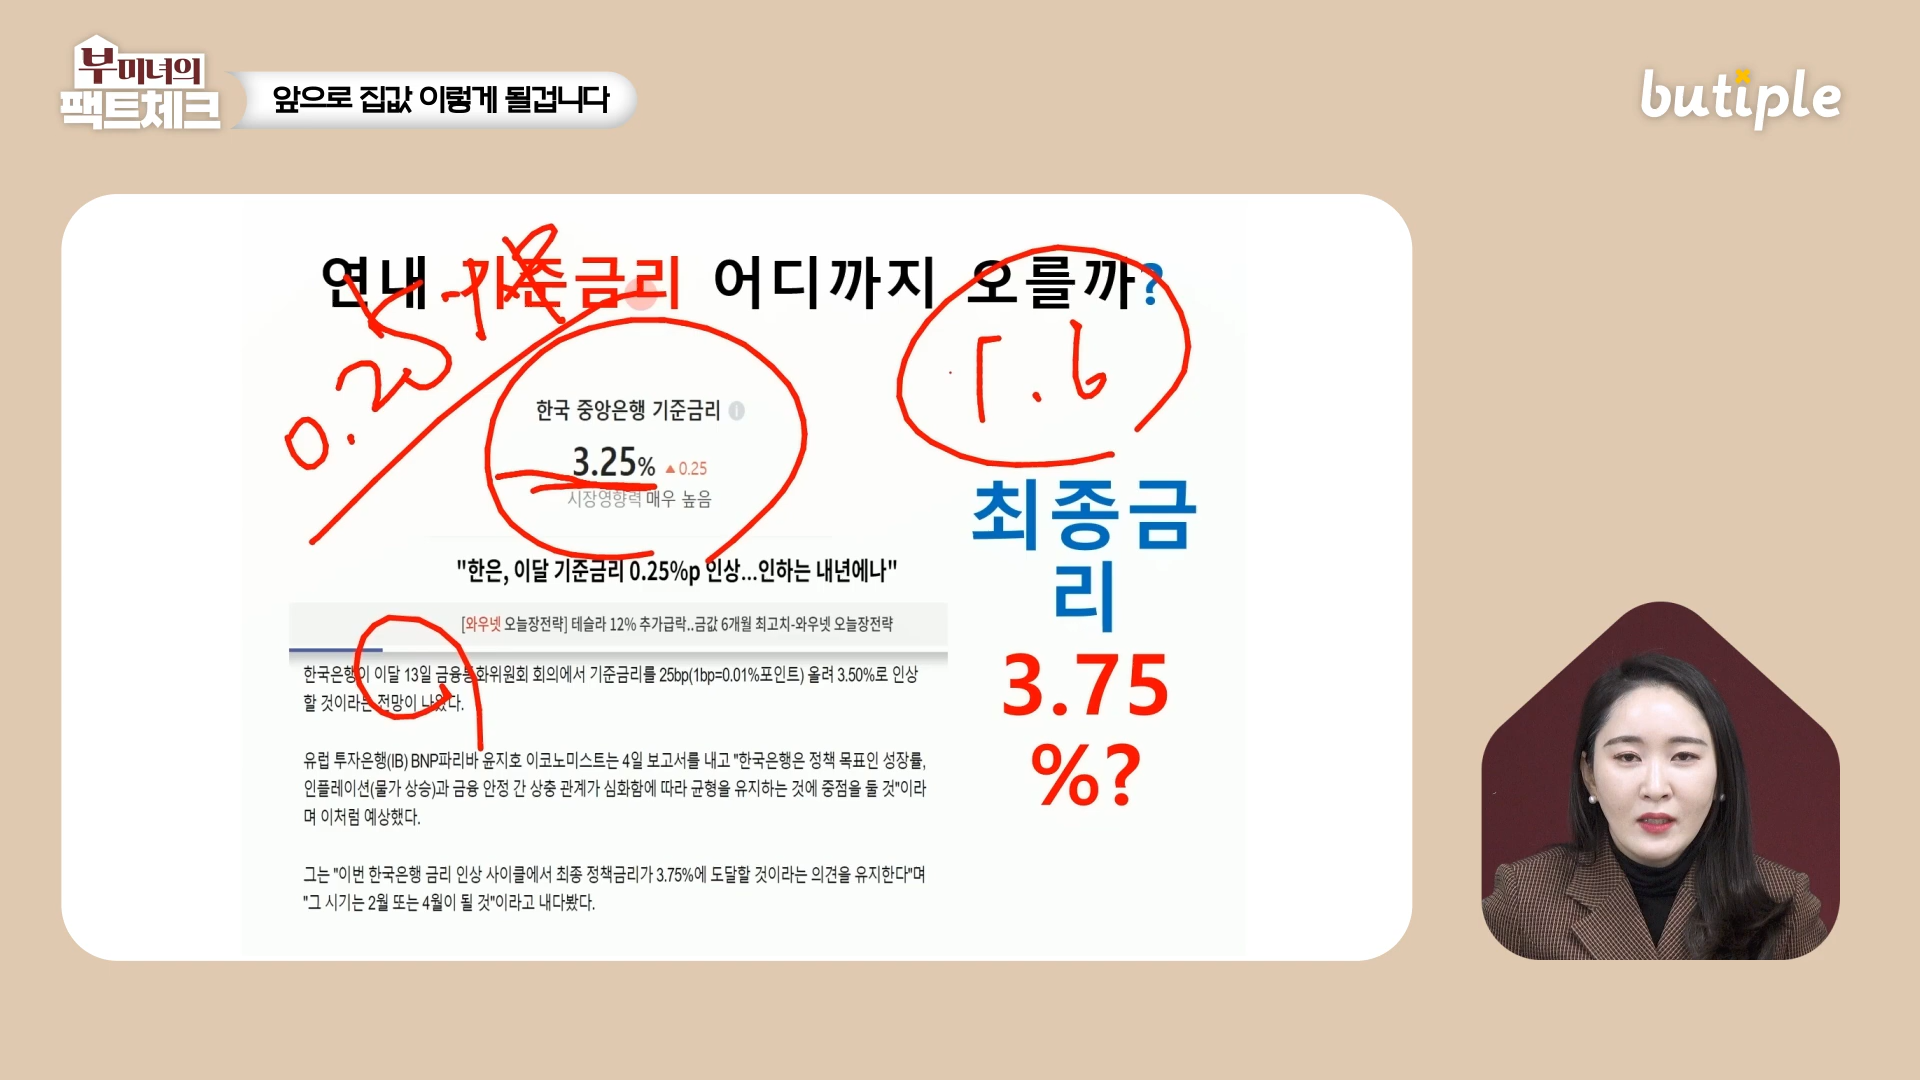 부미녀의
팩트체크
앞으로 집값 이렇게 될겁니다
butiple
연내 기준금리 어디까지 오를까?
0.25
1.6
한국 중앙은행 기준금리 i
3.25% ▲0.25
시장영향력 매우 높음
"한은, 이달 기준금리 0.25%p 인상...인하는 내년에나"
[와우넷 오늘장전략] 테슬라 12% 추가급락..금값 6개월 최고치-와우넷 오늘장전략
한국은행이 이달 13일 금융통화위원회 회의에서 기준금리를 25bp(1bp=0.01%포인트) 올려 3.50%로 인상
할 것이라는 전망이 나왔다.
유럽 투자은행(IB) BNP파리바 윤지호 이코노미스트는 4일 보고서를 내고 "한국은행은 정책 목표인 성장률,
인플레이션(물가 상승)과 금융 안정 간 상충 관계가 심화함에 따라 균형을 유지하는 것에 중점을 둘 것"이라
며 이처럼 예상했다.
그는 "이번 한국은행 금리 인상 사이클에서 최종 정책금리가 3.75%에 도달할 것이라는 의견을 유지한다"며
"그 시기는 2월 또는 4월이 될 것"이라고 내다봤다.
최종금
리
3.75
%?